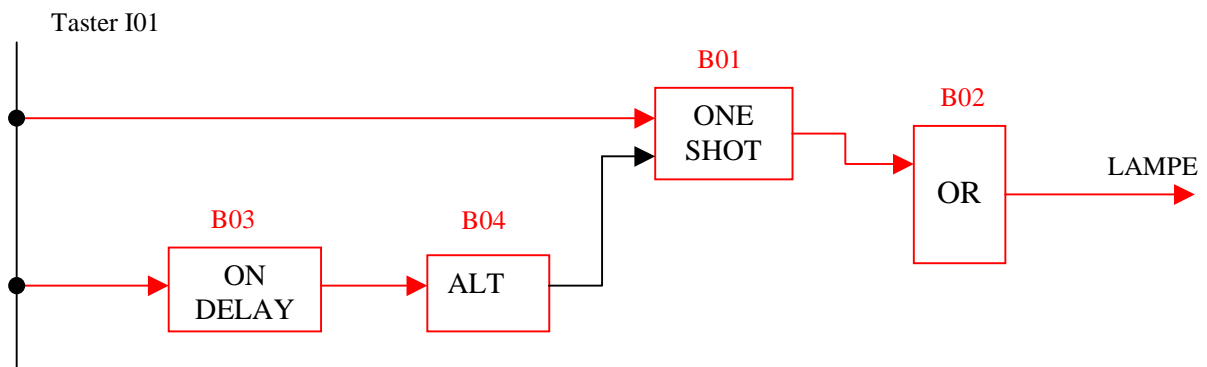 Taster I01
B01
ONE
SHOT
B02
OR
LAMPE
B03
ON
DELAY
B04
ALT